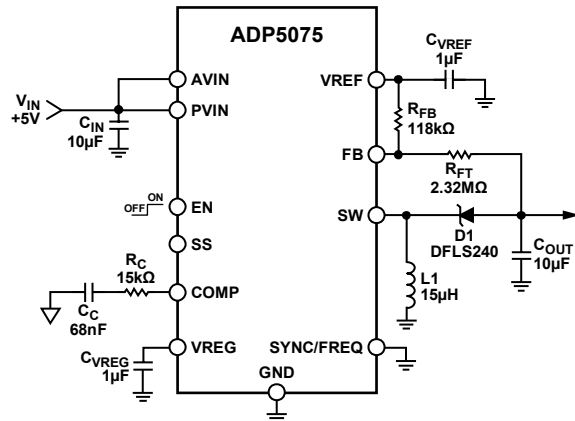 ADP5075
CVREF
1µF
AVIN
VREF
VIN
+5V
PVIN
CIN
10µF
RFB
118kΩ
FB
RFT
2.32MΩ
ON
OFF
EN
SW
SS
D1
DFLS240
COUT
10µF
RC
15kΩ
L1
15µH
COMP
CC
68nF
CVREG
1µF
VREG
SYNC/FREQ
GND